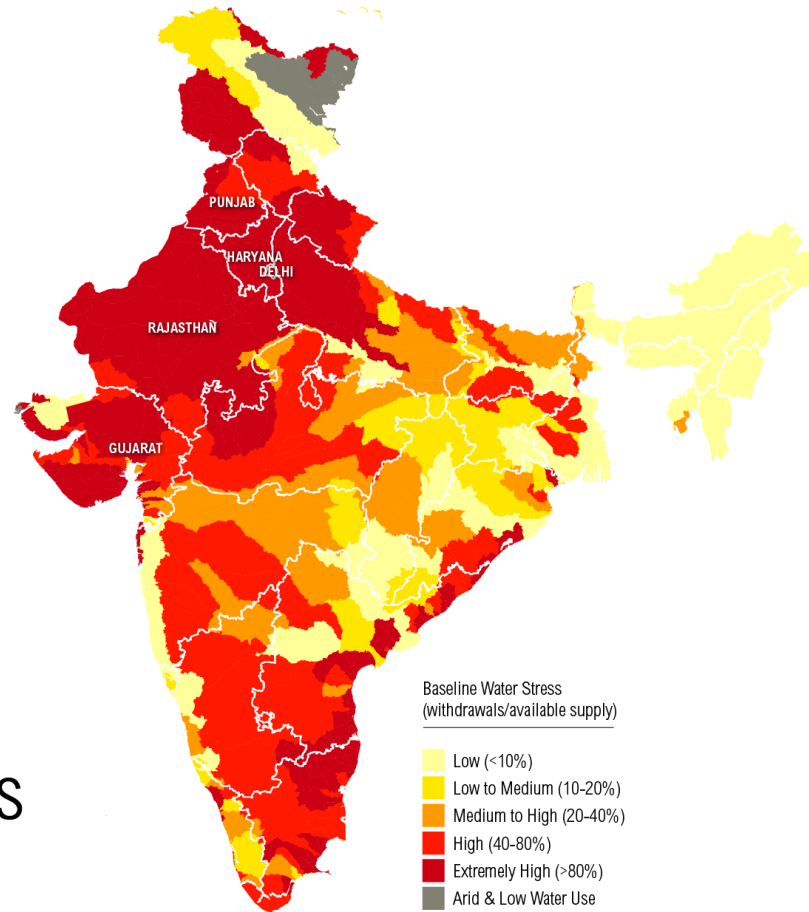 PUNJAB
HARYANA
DELHI
RAJASTHAN
GUJARAT
Baseline Water Stress
(withdrawals/available supply)
Low (<10%)
Low to Medium (10-20%)
Medium to High (20-40%)
High (40-80%)
Extremely High (>80%)
Arid & Low Water Use
S